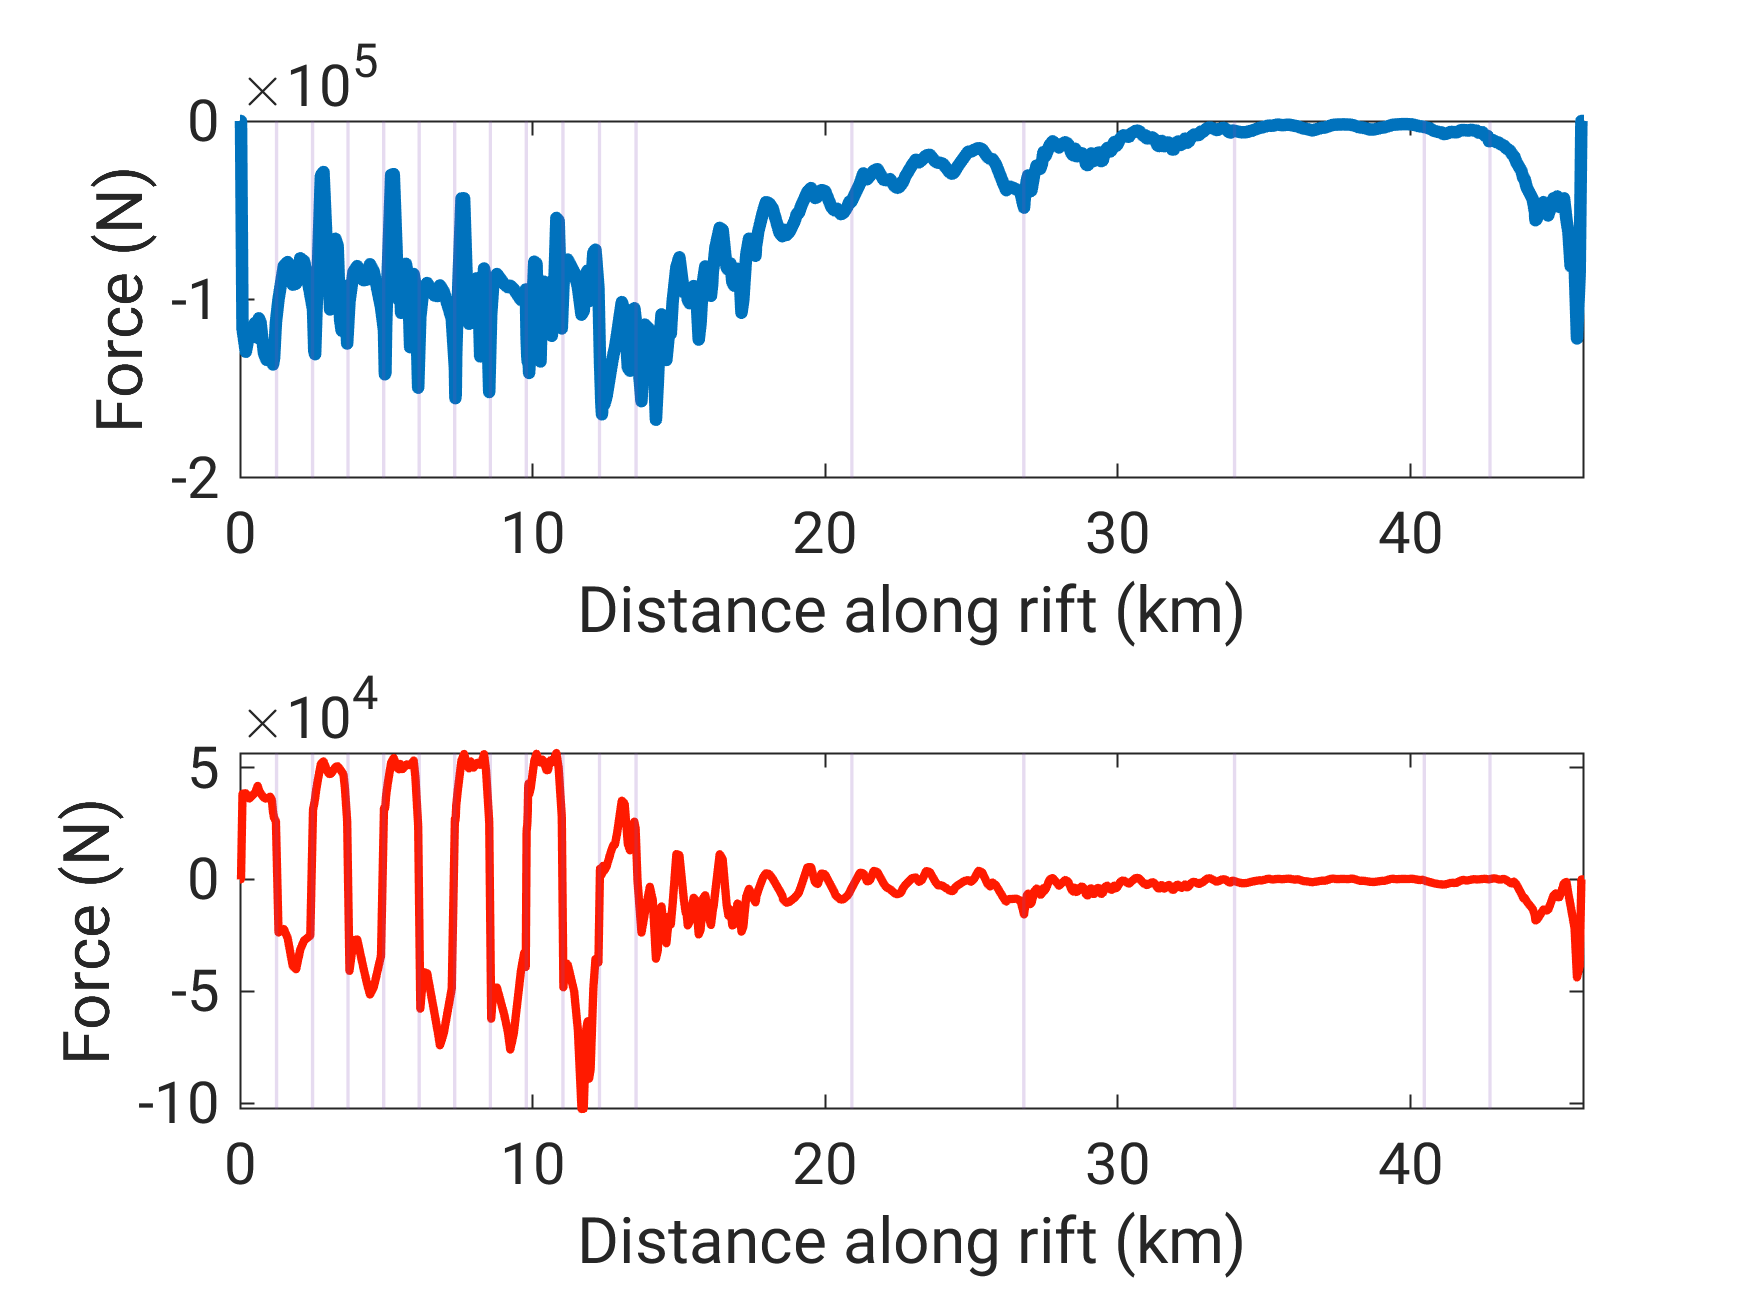 ×10^5
0
-1
-2
Force (N)
0 10 20 30 40
Distance along rift (km)
×10^4
5
0
-5
-10
Force (N)
0 10 20 30 40
Distance along rift (km)